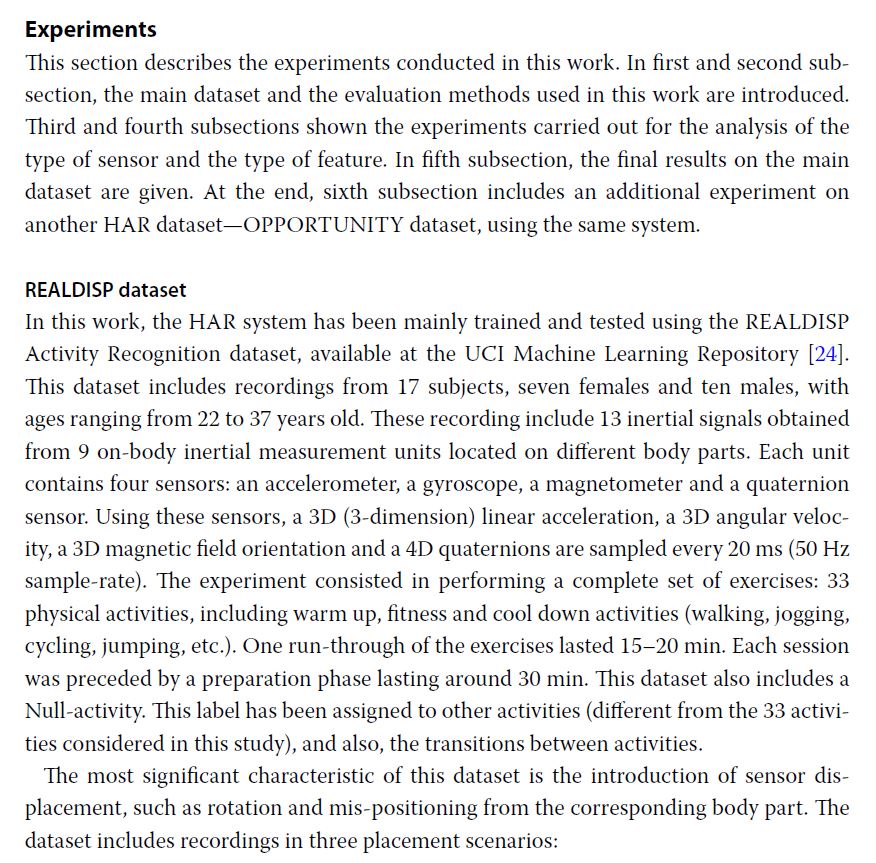 Experiments
This section describes the experiments conducted in this work. In first and second sub-
section, the main dataset and the evaluation methods used in this work are introduced.
Third and fourth subsections shown the experiments carried out for the analysis of the
type of sensor and the type of feature. In fifth subsection, the final results on the main
dataset are given. At the end, sixth subsection includes an additional experiment on
another HAR dataset—OPPORTUNITY dataset, using the same system.
REALDISP dataset
In this work, the HAR system has been mainly trained and tested using the REALDISP
Activity Recognition dataset, available at the UCI Machine Learning Repository [24].
This dataset includes recordings from 17 subjects, seven females and ten males, with
ages ranging from 22 to 37 years old. These recording include 13 inertial signals obtained
from 9 on-body inertial measurement units located on different body parts. Each unit
contains four sensors: an accelerometer, a gyroscope, a magnetometer and a quaternion
sensor. Using these sensors, a 3D (3-dimension) linear acceleration, a 3D angular veloc-
ity, a 3D magnetic field orientation and a 4D quaternions are sampled every 20 ms (50 Hz
sample-rate). The experiment consisted in performing a complete set of exercises: 33
physical activities, including warm up, fitness and cool down activities (walking, jogging,
cycling, jumping, etc.). One run-through of the exercises lasted 15–20 min. Each session
was preceded by a preparation phase lasting around 30 min. This dataset also includes a
Null-activity. This label has been assigned to other activities (different from the 33 activi-
ties considered in this study), and also, the transitions between activities.
The most significant characteristic of this dataset is the introduction of sensor dis-
placement, such as rotation and mis-positioning from the corresponding body part. The
dataset includes recordings in three placement scenarios: